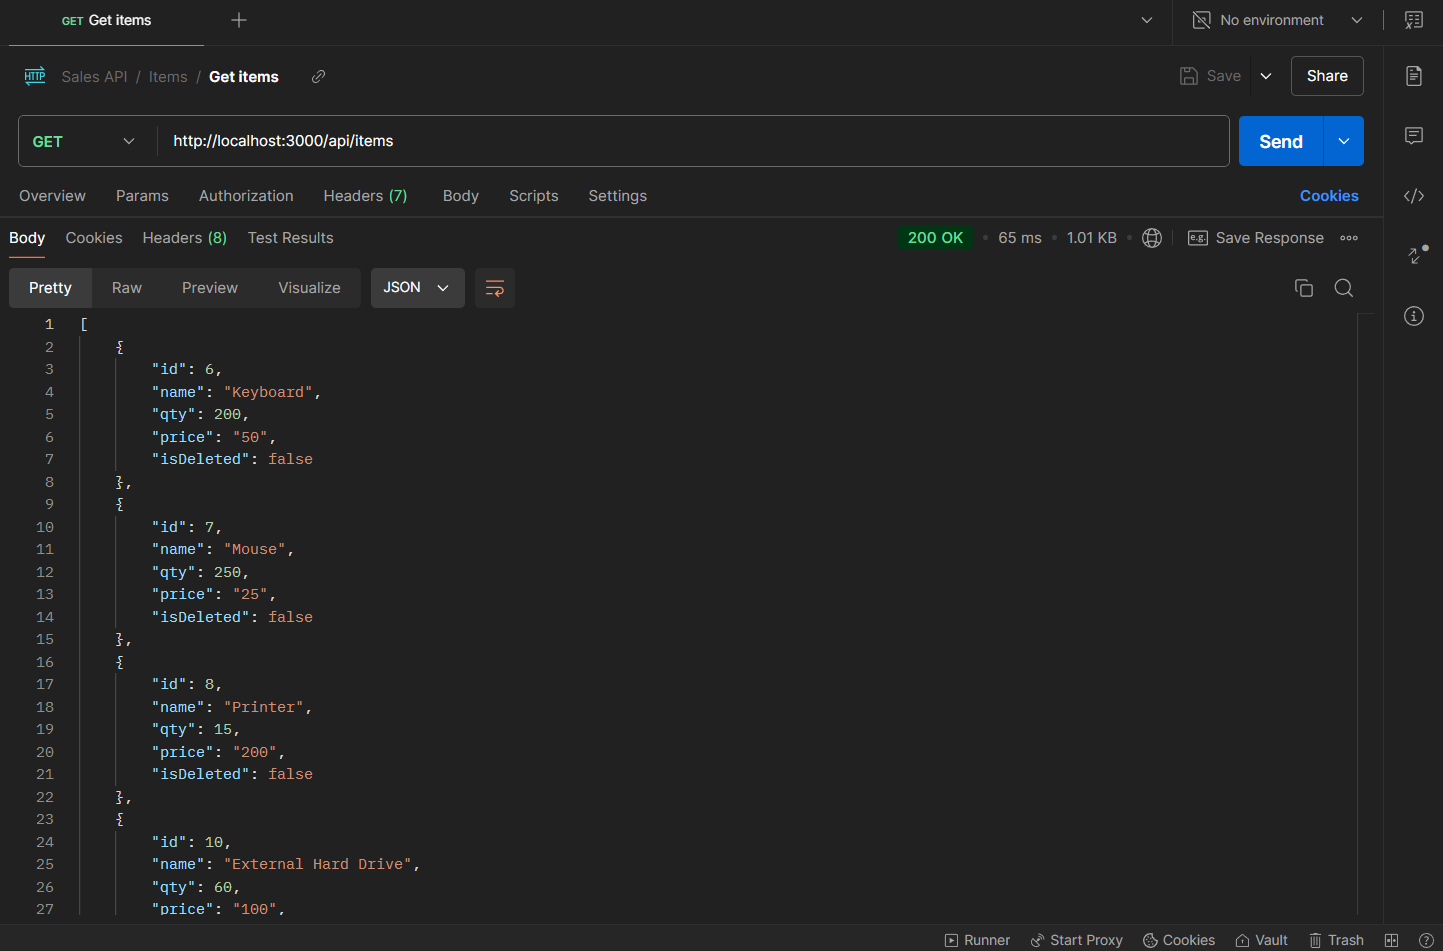 GET Get items
No environment
HTTP Sales API / Items / Get items
Save
Share
GET http://localhost:3000/api/items
Send
Overview Params Authorization Headers (7) Body Scripts Settings Cookies
Body Cookies Headers (8) Test Results 200 OK • 65 ms • 1.01 KB • e.g. Save Response
Pretty Raw Preview Visualize JSON
1 [
2 {
3 "id": 6,
4 "name": "Keyboard",
5 "qty": 200,
6 "price": "50",
7 "isDeleted": false
8 },
9 {
10 "id": 7,
11 "name": "Mouse",
12 "qty": 250,
13 "price": "25",
14 "isDeleted": false
15 },
16 {
17 "id": 8,
18 "name": "Printer",
19 "qty": 15,
20 "price": "200",
21 "isDeleted": false
22 },
23 {
24 "id": 10,
25 "name": "External Hard Drive",
26 "qty": 60,
27 "price": "100",
Runner Start Proxy Cookies Vault Trash